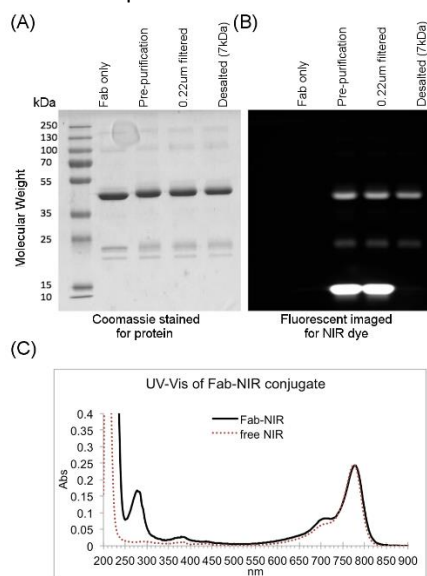 (A)
Fab only
Pre-purification
0.22um filtered
Desalted (7kDa)
kDa
250
130
100
70
55
35
25
15
10
Molecular Weight
Coomassie stained
for protein
(B)
Fab only
Pre-purification
0.22um filtered
Desalted (7kDa)
Fluorescent imaged
for NIR dye
(C)
UV-Vis of Fab-NIR conjugate
Fab-NIR
free NIR
Abs
0.4
0.35
0.3
0.25
0.2
0.15
0.1
0.05
0
200 250 300 350 400 450 500 550 600 650 700 750 800 850 900
nm